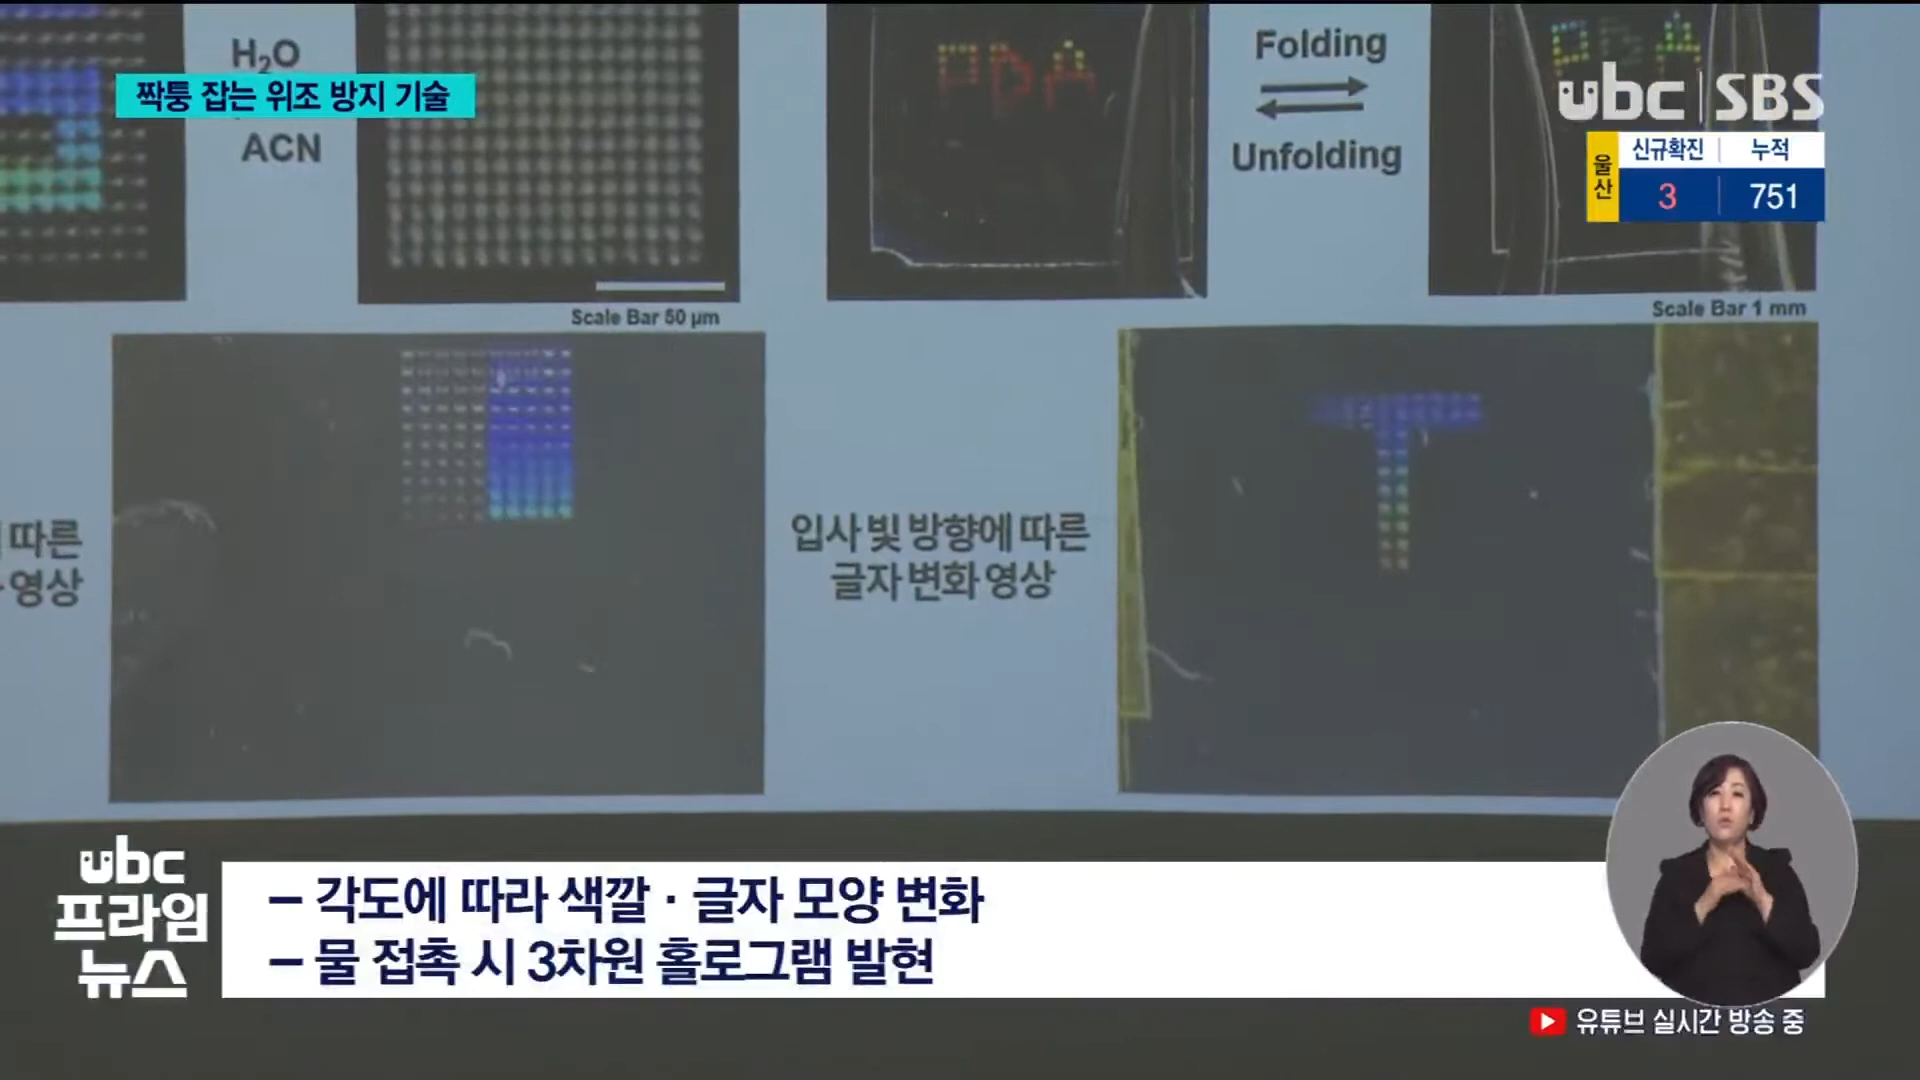 H₂O
짝퉁 잡는 위조 방지 기술
ACN
Folding
Unfolding
ubc | SBS
울산
신규확진 누적
3 751
Scale Bar 50 μm
Scale Bar 1 mm
따른
영상
입사 빛 방향에 따른
글자 변화 영상
T
ubc
프라임
뉴스
- 각도에 따라 색깔 · 글자 모양 변화
- 물 접촉 시 3차원 홀로그램 발현
유튜브 실시간 방송 중